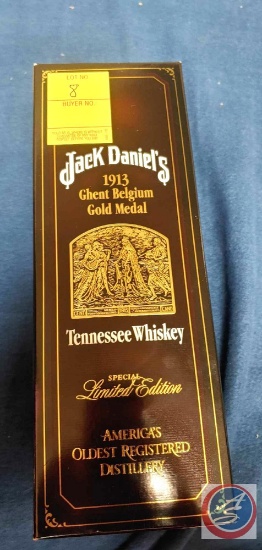 LOT NO.
8
BUYER NO.
Jack Daniel's
1913
Ghent Belgium
Gold Medal
Tennessee Whiskey
SPECIAL
Limited Edition
AMERICA'S
OLDEST REGISTERED
DISTILLERY